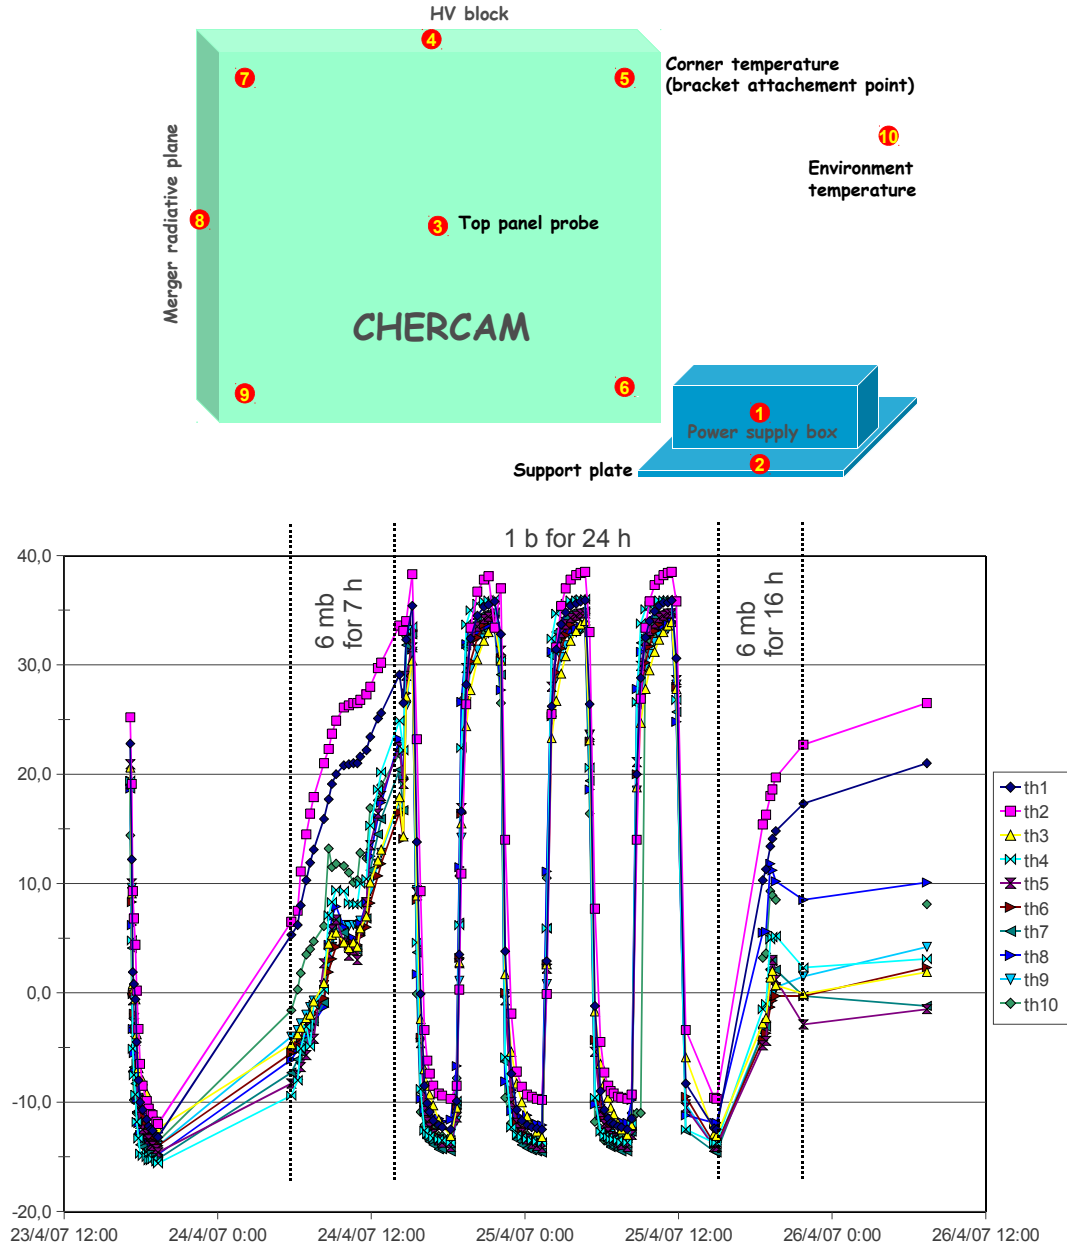 HV block
4
7
5
Corner temperature
(bracket attachement point)
10
Environment
temperature
Merger radiative plane
8
3
Top panel probe
CHERCAM
9
6
1
Power supply box
2
Support plate
1 b for 24 h
6 mb
for 7 h
6 mb
for 16 h
40,0
30,0
20,0
10,0
0,0
-10,0
-20,0
23/4/07 12:00
24/4/07 0:00
24/4/07 12:00
25/4/07 0:00
25/4/07 12:00
26/4/07 0:00
26/4/07 12:00
th1
th2
th3
th4
th5
th6
th7
th8
th9
th10